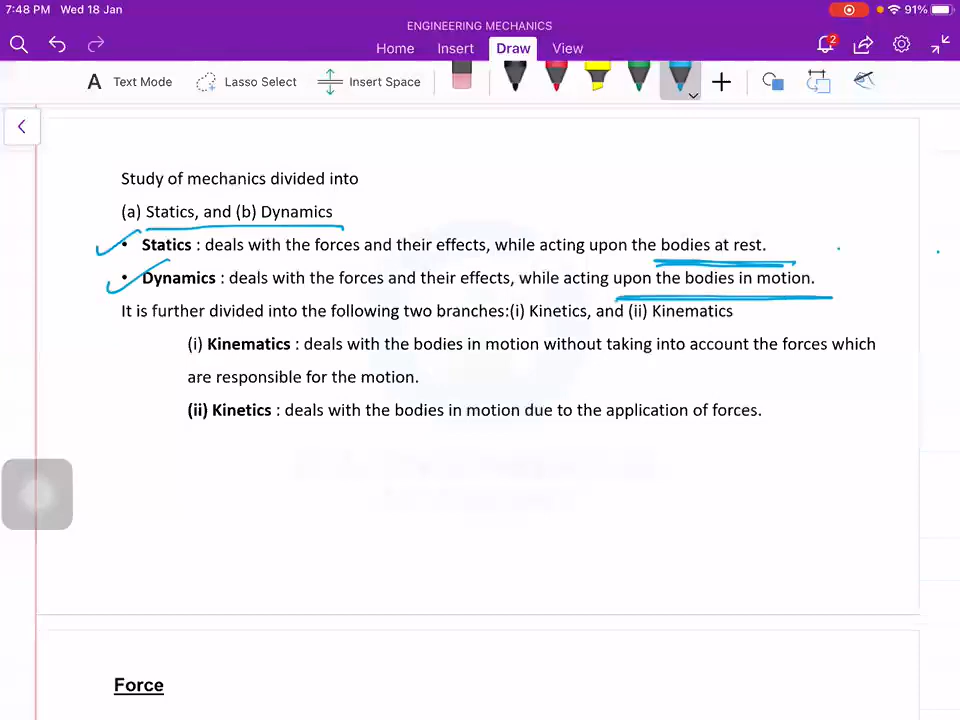 7:48 PM Wed 18 Jan
91%
ENGINEERING MECHANICS
Home Insert Draw View
2
A Text Mode Lasso Select Insert Space
Study of mechanics divided into
(a) Statics, and (b) Dynamics
• Statics : deals with the forces and their effects, while acting upon the bodies at rest.
• Dynamics : deals with the forces and their effects, while acting upon the bodies in motion.
It is further divided into the following two branches:(i) Kinetics, and (ii) Kinematics
(i) Kinematics : deals with the bodies in motion without taking into account the forces which
are responsible for the motion.
(ii) Kinetics : deals with the bodies in motion due to the application of forces.
Force